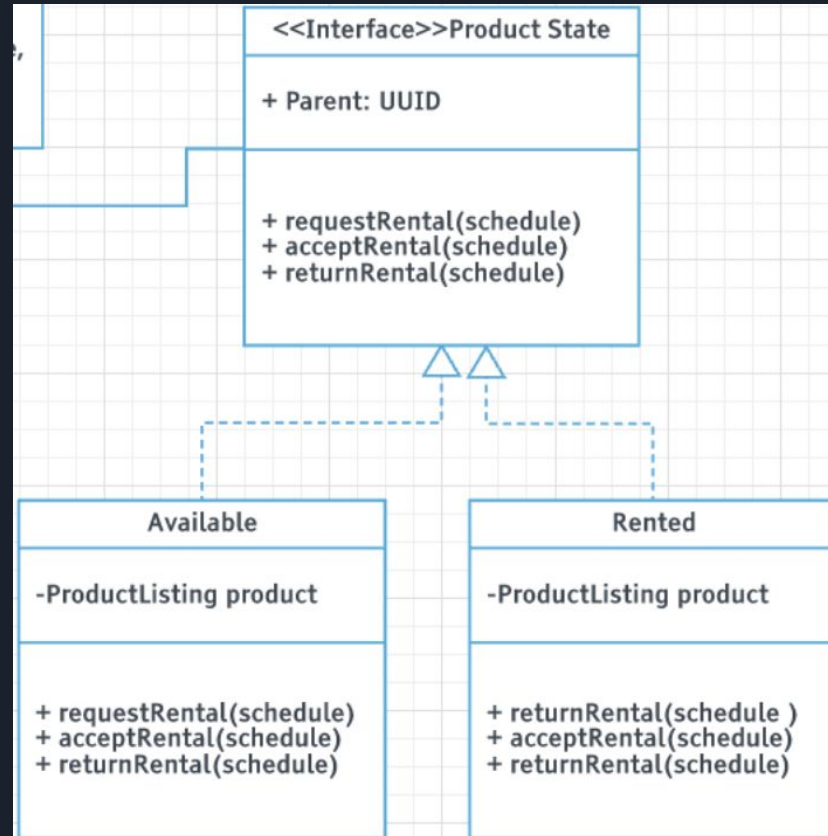 <<Interface>>Product State
+ Parent: UUID
+ requestRental(schedule)
+ acceptRental(schedule)
+ returnRental(schedule)
Available
-ProductListing product
+ requestRental(schedule)
+ acceptRental(schedule)
+ returnRental(schedule)
Rented
-ProductListing product
+ returnRental(schedule )
+ acceptRental(schedule)
+ returnRental(schedule)